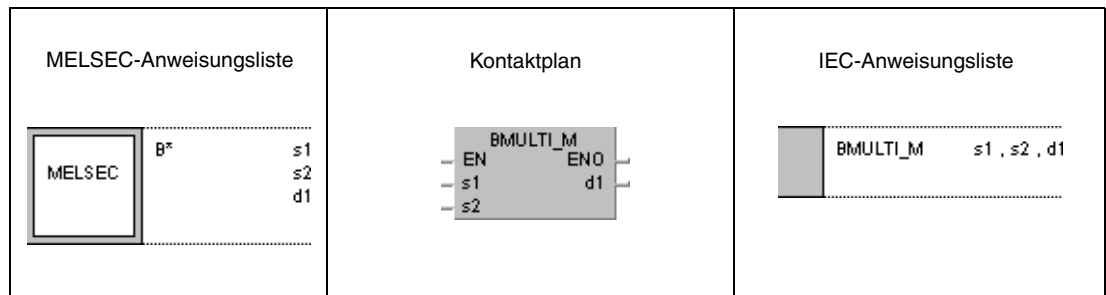 MELSEC-Anweisungsliste
MELSEC
B* s1
s2
d1
Kontaktplan
BMULTI_M
EN ENO
s1 d1
s2
IEC-Anweisungsliste
BMULTI_M s1 , s2 , d1